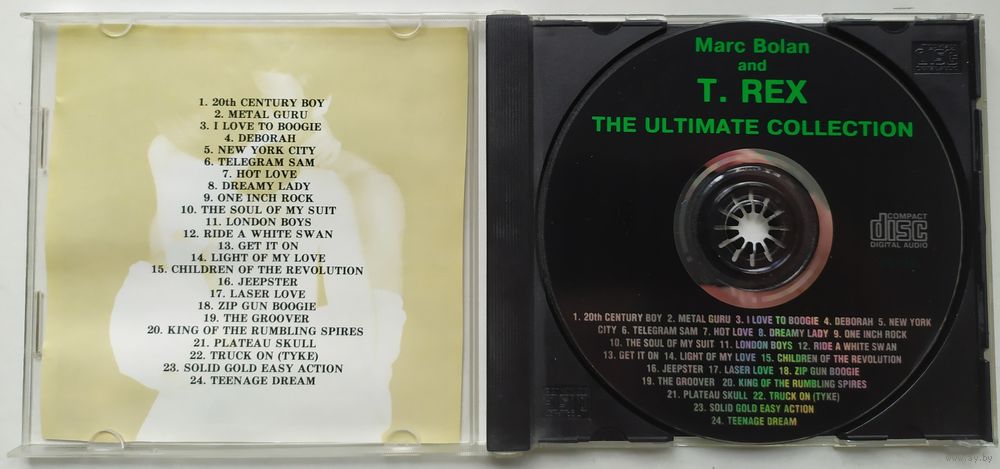 1. 20th CENTURY BOY
2. METAL GURU
3. I LOVE TO BOOGIE
4. DEBORAH
5. NEW YORK CITY
6. TELEGRAM SAM
7. HOT LOVE
8. DREAMY LADY
9. ONE INCH ROCK
10. THE SOUL OF MY SUIT
11. LONDON BOYS
12. RIDE A WHITE SWAN
13. GET IT ON
14. LIGHT OF MY LOVE
15. CHILDREN OF THE REVOLUTION
16. JEEPSTER
17. LASER LOVE
18. ZIP GUN BOOGIE
19. THE GROOVER
20. KING OF THE RUMBLING SPIRES
21. PLATEAU SKULL
22. TRUCK ON (TYKE)
23. SOLID GOLD EASY ACTION
24. TEENAGE DREAM
Marc Bolan
and
T. REX
THE ULTIMATE COLLECTION
COMPACT
disc
DIGITAL AUDIO
1. 20th CENTURY BOY 2. METAL GURU 3. I LOVE TO BOOGIE 4. DEBORAH 5. NEW YORK
CITY 6. TELEGRAM SAM 7. HOT LOVE 8. DREAMY LADY 9. ONE INCH ROCK
10. THE SOUL OF MY SUIT 11. LONDON BOYS 12. RIDE A WHITE SWAN
13. GET IT ON 14. LIGHT OF MY LOVE 15. CHILDREN OF THE REVOLUTION
16. JEEPSTER 17. LASER LOVE 18. ZIP GUN BOOGIE
19. THE GROOVER 20. KING OF THE RUMBLING SPIRES
21. PLATEAU SKULL 22. TRUCK ON (TYKE)
23. SOLID GOLD EASY ACTION
24. TEENAGE DREAM
www.ay.by